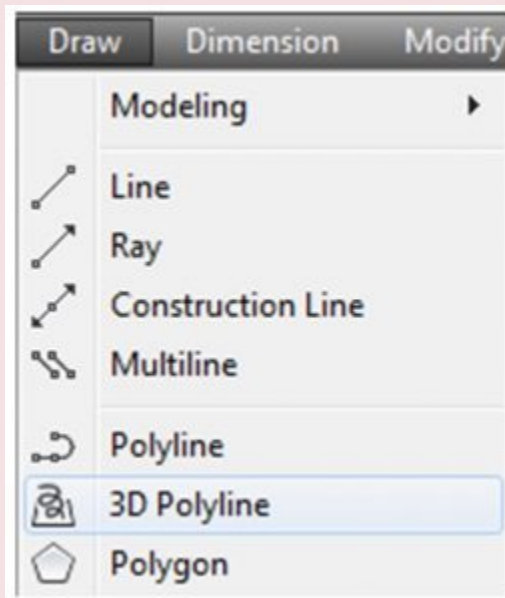 Draw Dimension Modify
Modeling
Line
Ray
Construction Line
Multiline
Polyline
3D Polyline
Polygon